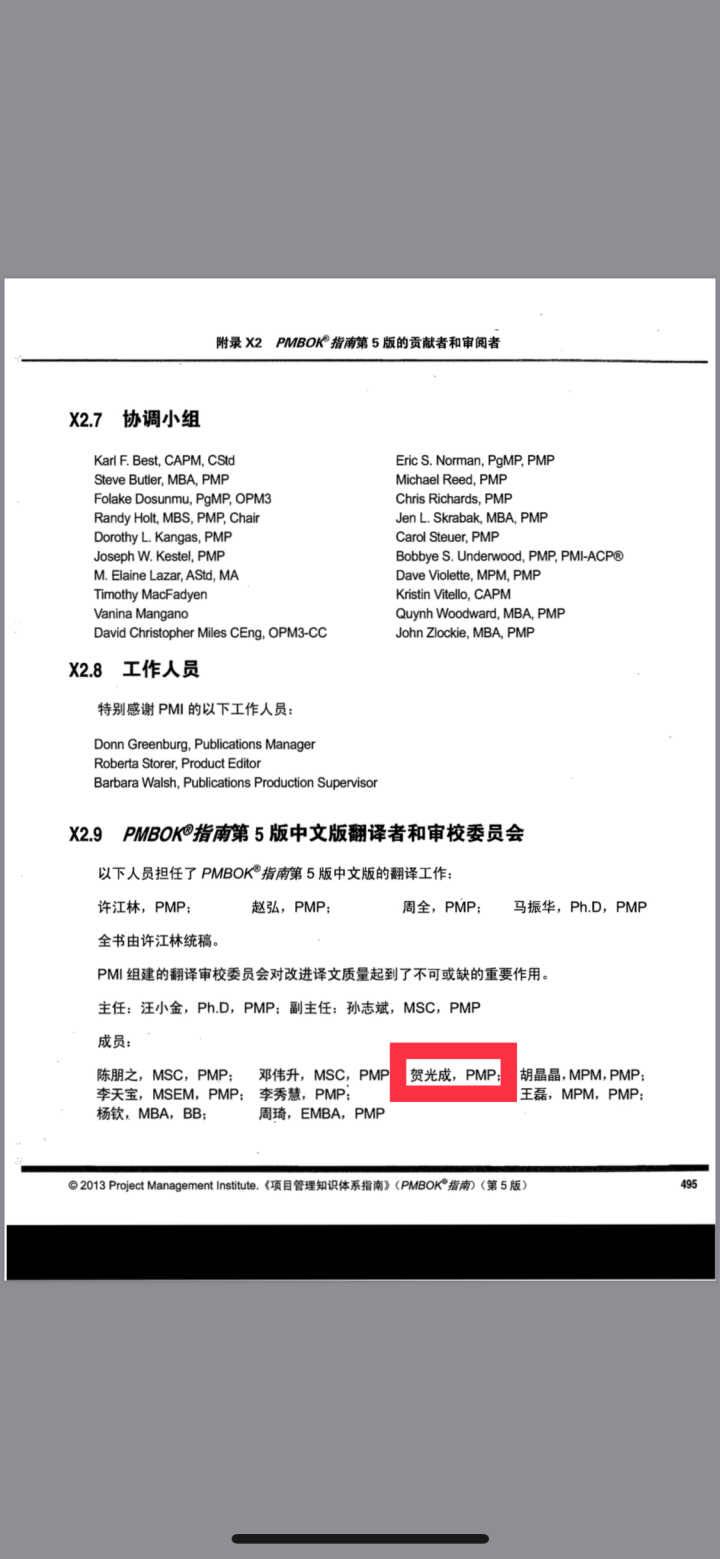 附录 X2 PMBOK®指南第 5 版的贡献者和审阅者
X2.7 协调小组
Karl F. Best, CAPM, CStd
Steve Butler, MBA, PMP
Folake Dosunmu, PgMP, OPM3
Randy Holt, MBS, PMP, Chair
Dorothy L. Kangas, PMP
Joseph W. Kestel, PMP
M. Elaine Lazar, AStd, MA
Timothy MacFadyen
Vanina Mangano
David Christopher Miles CEng, OPM3-CC
Eric S. Norman, PgMP, PMP
Michael Reed, PMP
Chris Richards, PMP
Jen L. Skrabak, MBA, PMP
Carol Steuer, PMP
Bobbye S. Underwood, PMP, PMI-ACP®
Dave Violette, MPM, PMP
Kristin Vitello, CAPM
Quynh Woodward, MBA, PMP
John Zlockie, MBA, PMP
X2.8 工作人员
特别感谢 PMI 的以下工作人员：
Donn Greenburg, Publications Manager
Roberta Storer, Product Editor
Barbara Walsh, Publications Production Supervisor
X2.9 PMBOK®指南第 5 版中文版翻译者和审校委员会
以下人员担任了 PMBOK®指南第 5 版中文版的翻译工作：
许江林，PMP； 赵弘，PMP； 周全，PMP； 马振华，Ph.D，PMP
全书由许江林统稿。
PMI 组建的翻译审校委员会对改进译文质量起到了不可或缺的重要作用。
主任：汪小金，Ph.D，PMP；副主任：孙志斌，MSC，PMP
成员：
陈朋之，MSC，PMP； 邓伟升，MSC，PMP 贺光成，PMP； 胡晶晶，MPM，PMP；
李天宝，MSEM，PMP； 李秀慧，PMP； 王磊，MPM，PMP；
杨钦，MBA，BB； 周琦，EMBA，PMP
© 2013 Project Management Institute.《项目管理知识体系指南》（PMBOK®指南）（第 5 版） 495